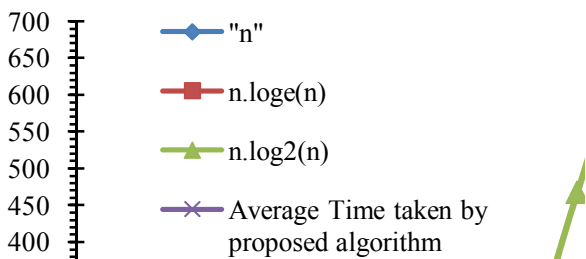 700
650
600
550
500
450
400
"n"
n.loge(n)
n.log2(n)
Average Time taken by
proposed algorithm